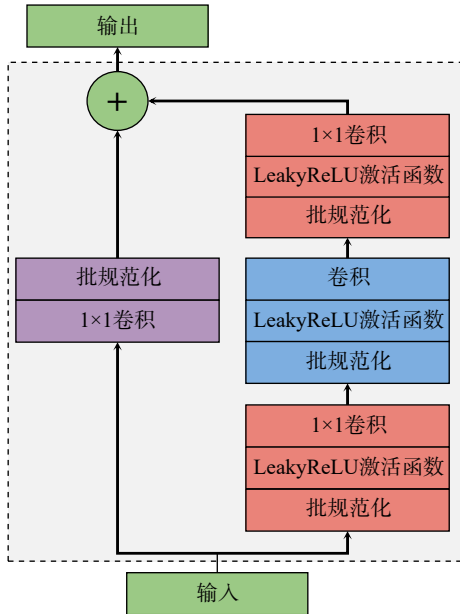 输出
+
1×1卷积
LeakyReLU激活函数
批规范化
批规范化
1×1卷积
卷积
LeakyReLU激活函数
批规范化
1×1卷积
LeakyReLU激活函数
批规范化
输入